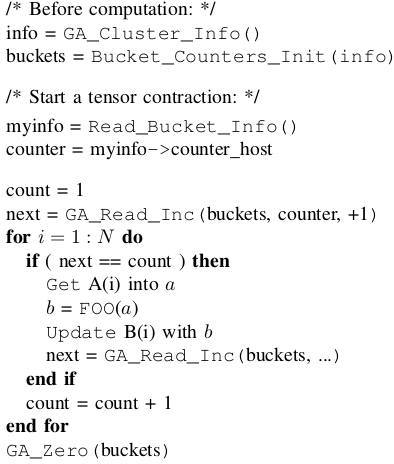 /* Before computation: */
info = GA_Cluster_Info()
buckets = Bucket_Counters_Init(info)
/* Start a tensor contraction: */
myinfo = Read_Bucket_Info()
counter = myinfo->counter_host
count = 1
next = GA_Read_Inc(buckets, counter, +1)
for i = 1 : N do
if ( next == count ) then
Get A(i) into a
b = FOO(a)
Update B(i) with b
next = GA_Read_Inc(buckets, ...)
end if
count = count + 1
end for
GA_Zero(buckets)